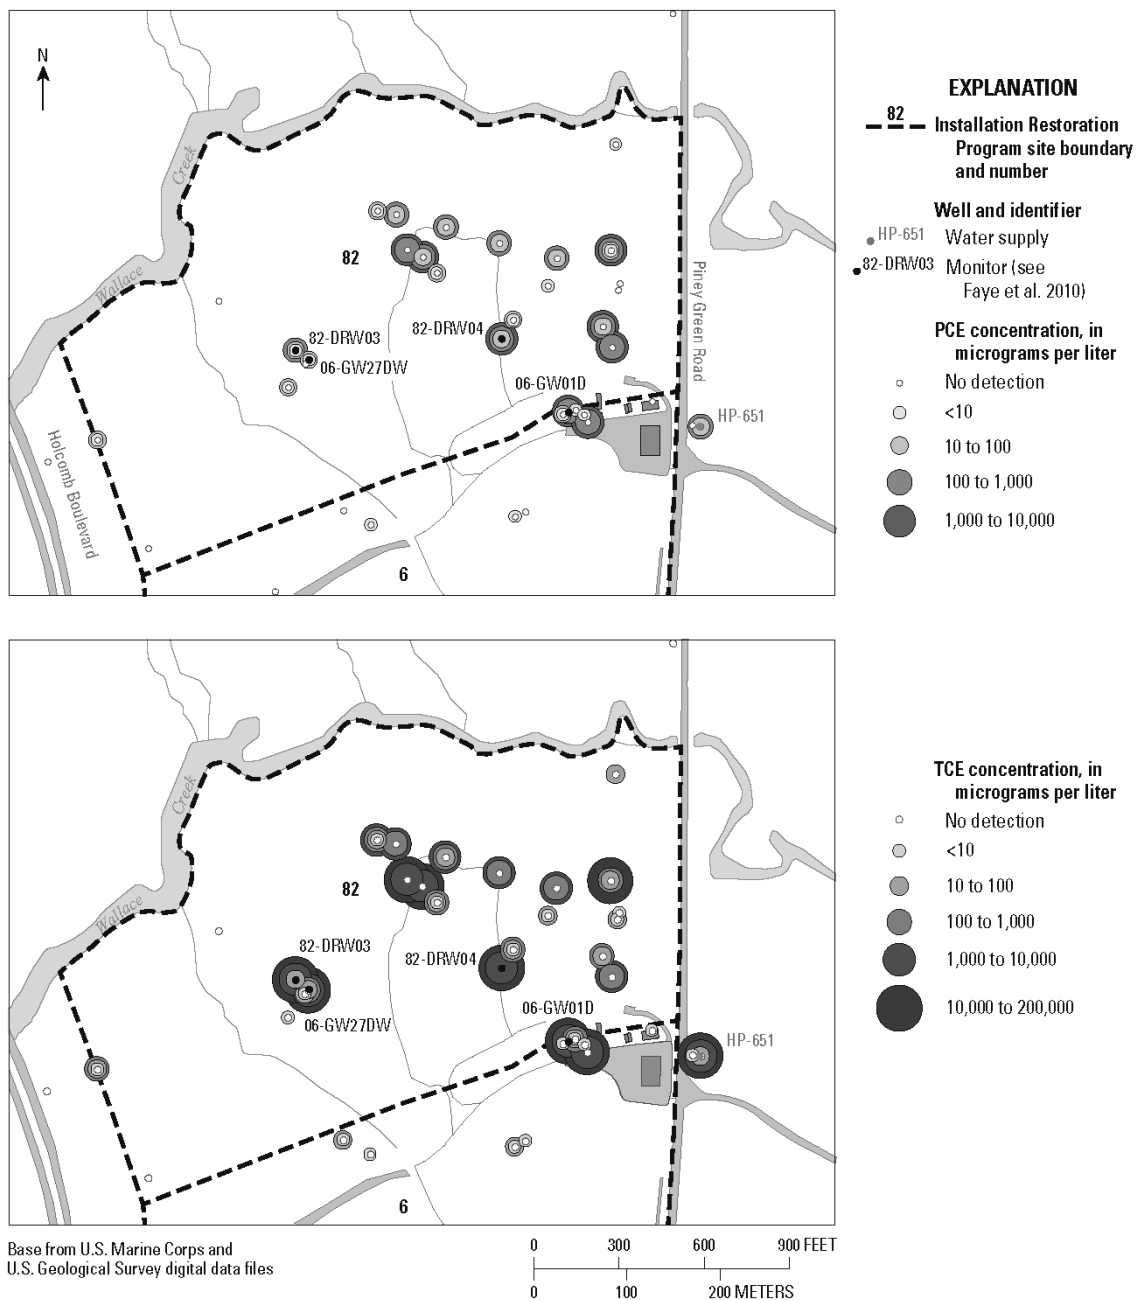 N
Creek
Wallace
82
82-DRW03
06-GW27DW
82-DRW04
06-GW01D
HP-651
Piney Green Road
Holcomb Boulevard
6
EXPLANATION
82
Installation Restoration
Program site boundary
and number
Well and identifier
HP-651
Water supply
82-DRW03
Monitor (see
Faye et al. 2010)
PCE concentration, in
micrograms per liter
No detection
<10
10 to 100
100 to 1,000
1,000 to 10,000
Creek
Wallace
82
82-DRW03
06-GW27DW
82-DRW04
06-GW01D
HP-651
6
TCE concentration, in
micrograms per liter
No detection
<10
10 to 100
100 to 1,000
1,000 to 10,000
10,000 to 200,000
Base from U.S. Marine Corps and
U.S. Geological Survey digital data files
0 300 600 900 FEET
0 100 200 METERS